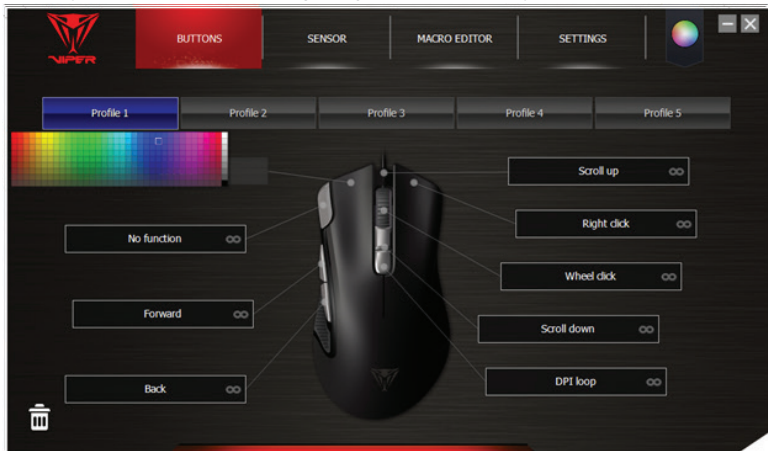 VIPER
BUTTONS
SENSOR
MACRO EDITOR
SETTINGS
Profile 1
Profile 2
Profile 3
Profile 4
Profile 5
Scroll up
No function
Right click
Wheel click
Forward
Scroll down
Back
DPI loop